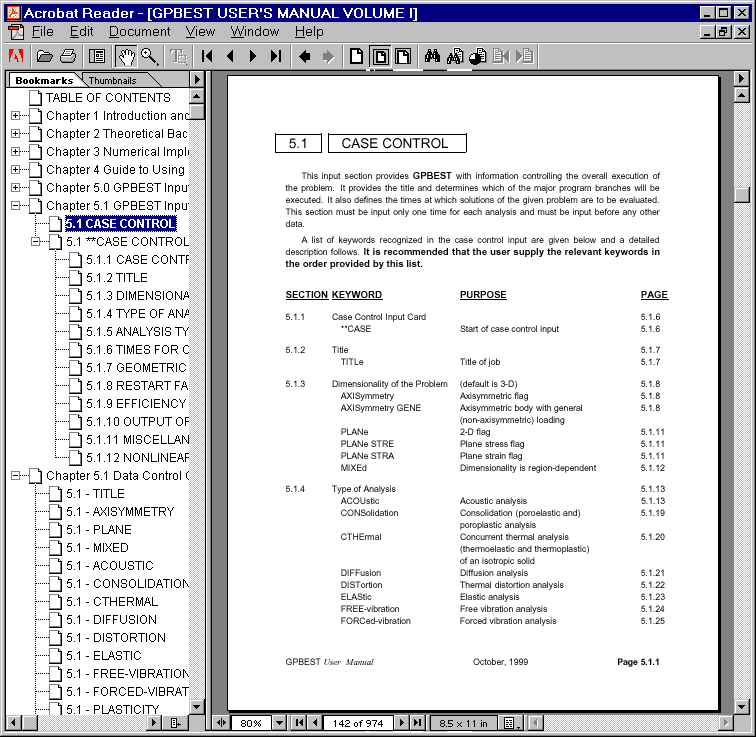 Acrobat Reader - [GPBEST USER'S MANUAL VOLUME I]
File Edit Document View Window Help
Bookmarks Thumbnails
TABLE OF CONTENTS
Chapter 1 Introduction and
Chapter 2 Theoretical Bac
Chapter 3 Numerical Imple
Chapter 4 Guide to Using
Chapter 5.0 GPBEST Input
Chapter 5.1 GPBEST Input
5.1 CASE CONTROL
5.1 **CASE CONTROL
5.1.1 CASE CONTR
5.1.2 TITLE
5.1.3 DIMENSIONA
5.1.4 TYPE OF ANA
5.1.5 ANALYSIS TY
5.1.6 TIMES FOR O
5.1.7 GEOMETRIC
5.1.8 RESTART FA
5.1.9 EFFICIENCY
5.1.10 OUTPUT OF
5.1.11 MISCELLAN
5.1.12 NONLINEAR
Chapter 5.1 Data Control C
5.1 - TITLE
5.1 - AXISYMMETRY
5.1 - PLANE
5.1 - MIXED
5.1 - ACOUSTIC
5.1 - CONSOLIDATION
5.1 - CTHERMAL
5.1 - DIFFUSION
5.1 - DISTORTION
5.1 - ELASTIC
5.1 - FREE-VIBRATION
5.1 - FORCED-VIBRAT
5.1 - PLASTICITY
5.1 CASE CONTROL
This input section provides GPBEST with information controlling the overall execution of
the problem. It provides the title and determines which of the major program branches will be
executed. It also defines the times at which solutions of the given problem are to be evaluated.
This section must be input only one time for each analysis and must be input before any other
data.
A list of keywords recognized in the case control input are given below and a detailed
description follows. It is recommended that the user supply the relevant keywords in
the order provided by this list.
SECTION KEYWORD PURPOSE PAGE
5.1.1 Case Control Input Card 5.1.6
**CASE Start of case control input 5.1.6
5.1.2 Title 5.1.7
TITLe Title of job 5.1.7
5.1.3 Dimensionality of the Problem (default is 3-D) 5.1.8
AXISymmetry Axisymmetric flag 5.1.8
AXISymmetry GENE Axisymmetric body with general 5.1.8
(non-axisymmetric) loading
PLANe 2-D flag 5.1.11
PLANe STRE Plane stress flag 5.1.11
PLANe STRA Plane strain flag 5.1.11
MIXEd Dimensionality is region-dependent 5.1.12
5.1.4 Type of Analysis 5.1.13
ACOUstic Acoustic analysis 5.1.13
CONSolidation Consolidation (poroelastic and) 5.1.19
poroplastic analysis
CTHErmal Concurrent thermal analysis 5.1.20
(thermoelastic and thermoplastic)
of an isotropic solid
DIFFusion Diffusion analysis 5.1.21
DISTortion Thermal distortion analysis 5.1.22
ELAStic Elastic analysis 5.1.23
FREE-vibration Free vibration analysis 5.1.24
FORCed-vibration Forced vibration analysis 5.1.25
GPBEST User Manual October, 1999 Page 5.1.1
80% 142 of 974 8.5 x 11 in